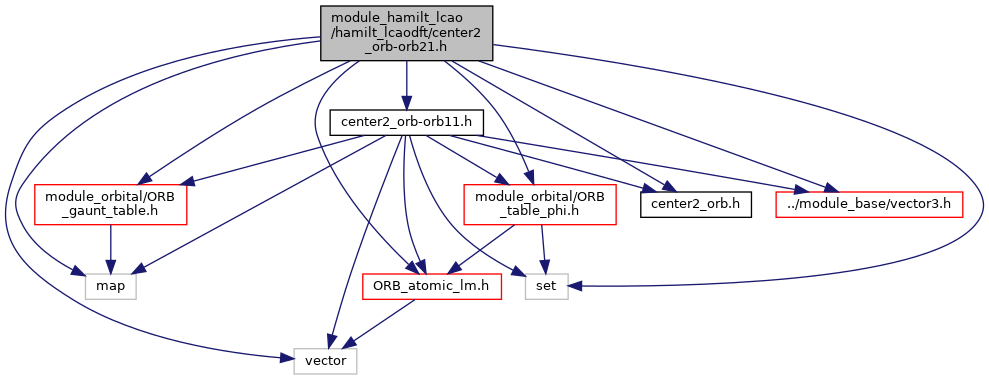 module_hamilt_lcao
/hamilt_lcaodft/center2
_orb-orb21.h
center2_orb-orb11.h
module_orbital/ORB
_gaunt_table.h
module_orbital/ORB
_table_phi.h
center2_orb.h
../module_base/vector3.h
map
ORB_atomic_lm.h
set
vector